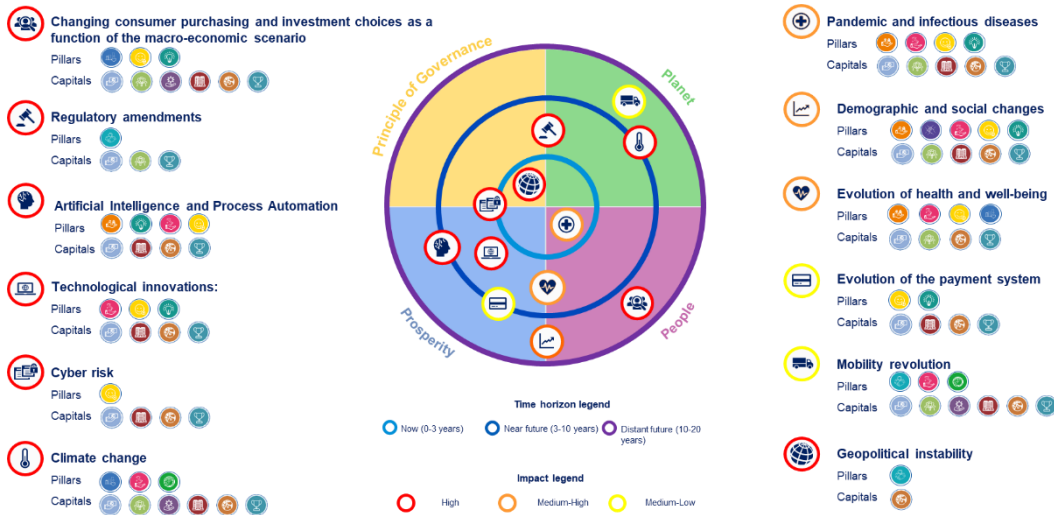 Changing consumer purchasing and investment choices as a
function of the macro-economic scenario
Pillars
Capitals
Regulatory amendments
Pillars
Capitals
Artificial Intelligence and Process Automation
Pillars
Capitals
Technological innovations:
Pillars
Capitals
Cyber risk
Pillars
Capitals
Climate change
Pillars
Capitals
Principle of Governance
Planet
Prosperity
People
Time horizon legend
Now (0-3 years)
Near future (3-10 years)
Distant future (10-20
years)
Impact legend
High
Medium-High
Medium-Low
Pandemic and infectious diseases
Pillars
Capitals
Demographic and social changes
Pillars
Capitals
Evolution of health and well-being
Pillars
Capitals
Evolution of the payment system
Pillars
Capitals
Mobility revolution
Pillars
Capitals
Geopolitical instability
Pillars
Capitals